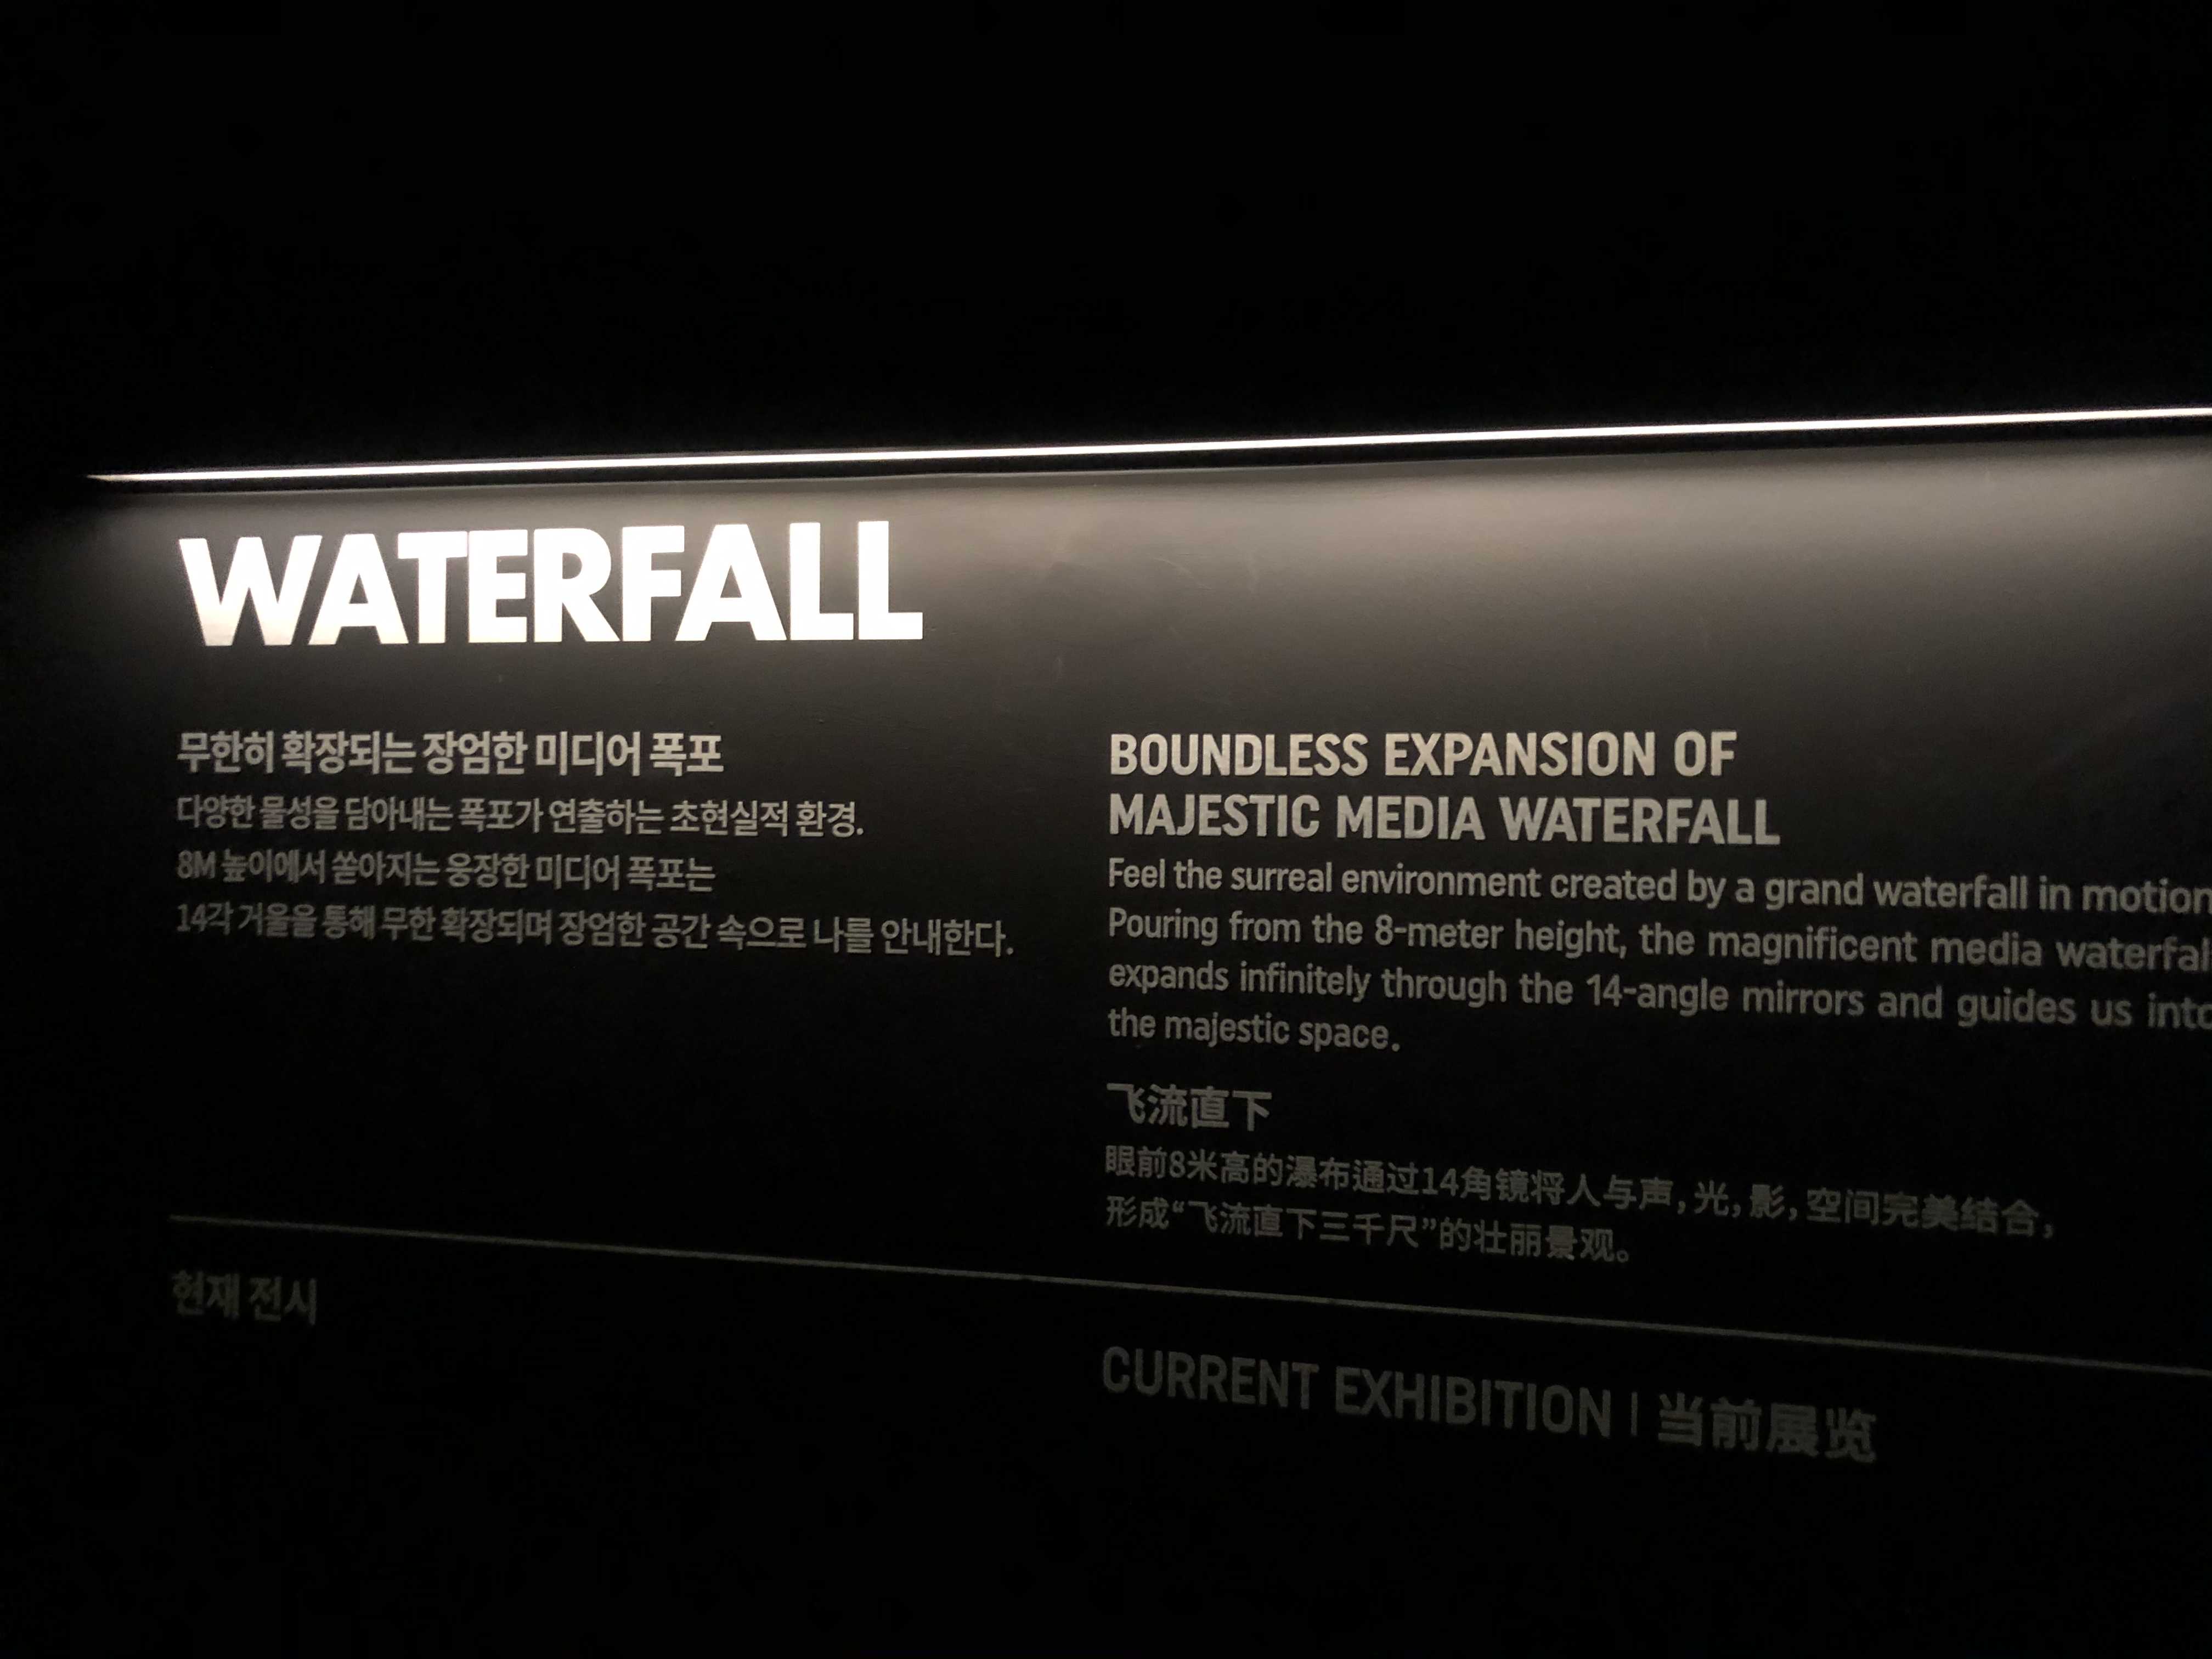 WATERFALL
무한히 확장되는 장엄한 미디어 폭포
다양한 물성을 담아내는 폭포가 연출하는 초현실적 환경.
8M 높이에서 쏟아지는 웅장한 미디어 폭포는
14각 거울을 통해 무한 확장되며 장엄한 공간 속으로 나를 안내한다.
BOUNDLESS EXPANSION OF
MAJESTIC MEDIA WATERFALL
Feel the surreal environment created by a grand waterfall in motion
Pouring from the 8-meter height, the magnificent media waterfal
expands infinitely through the 14-angle mirrors and guides us into
the majestic space.
飞流直下
眼前8米高的瀑布通过14角镜将人与声，光，影，空间完美结合，
形成“飞流直下三千尺”的壮丽景观。
현재 전시
CURRENT EXHIBITION | 当前展览